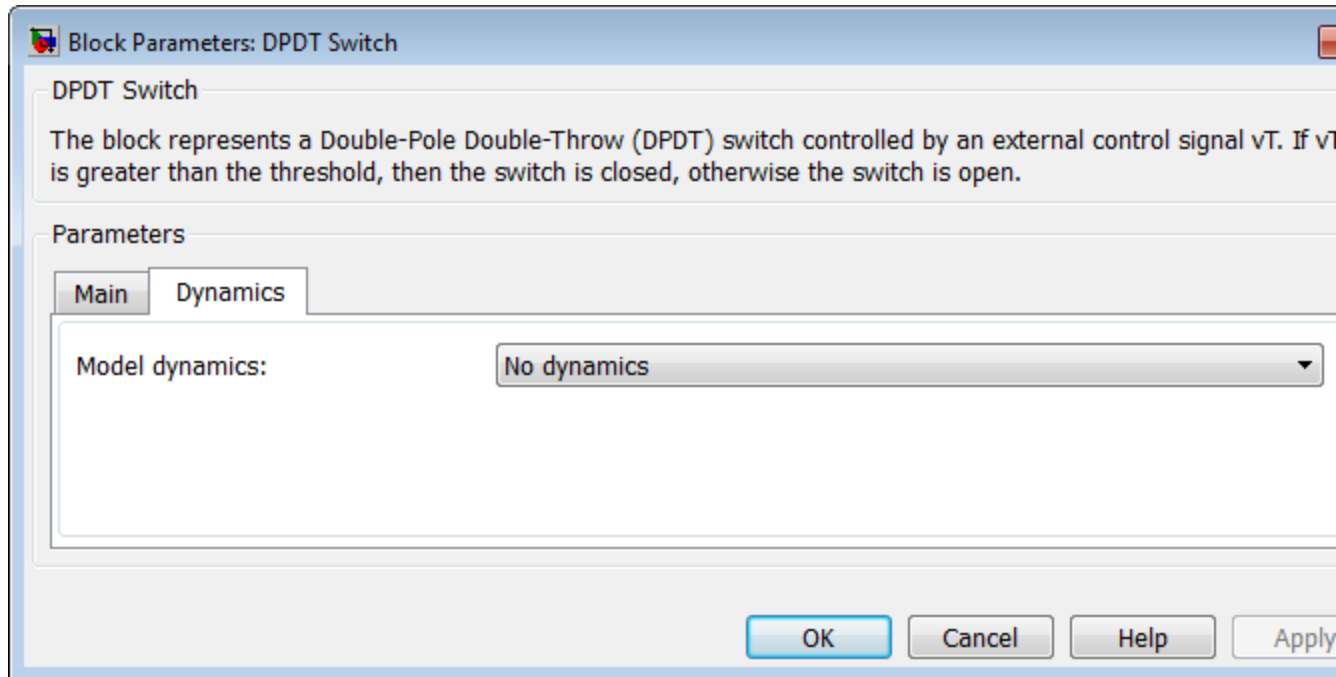 Block Parameters: DPDT Switch
DPDT Switch
The block represents a Double-Pole Double-Throw (DPDT) switch controlled by an external control signal vT. If vT
is greater than the threshold, then the switch is closed, otherwise the switch is open.
Parameters
Main Dynamics
Model dynamics: No dynamics
OK Cancel Help Apply